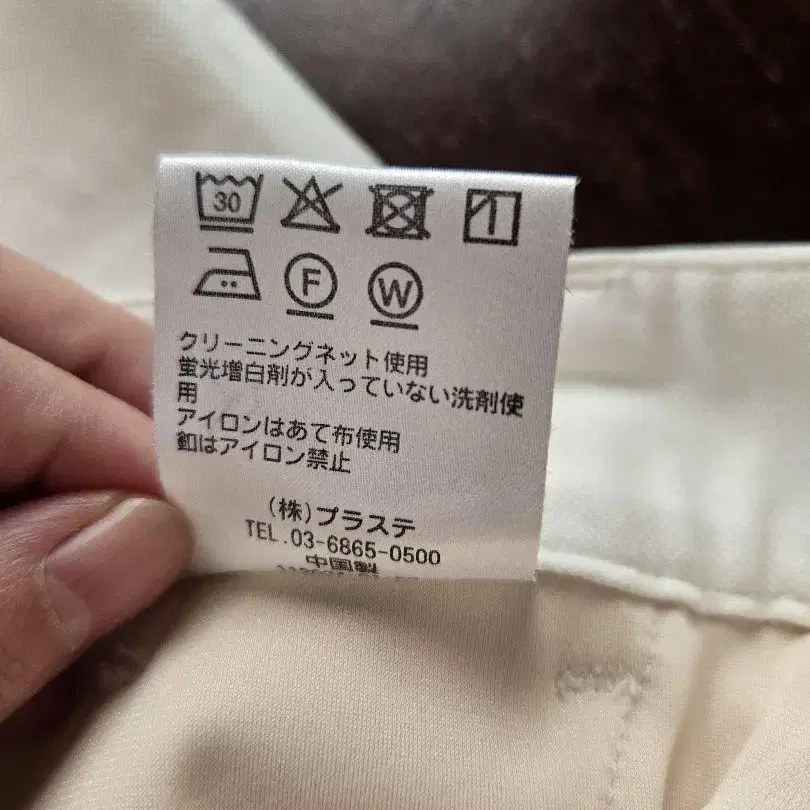 30
F W
クリーニングネット使用
蛍光増白剤が入っていない洗剤使
用
アイロンはあて布使用
釦はアイロン禁止
(株)プラステ
TEL.03-6865-0500
中国製